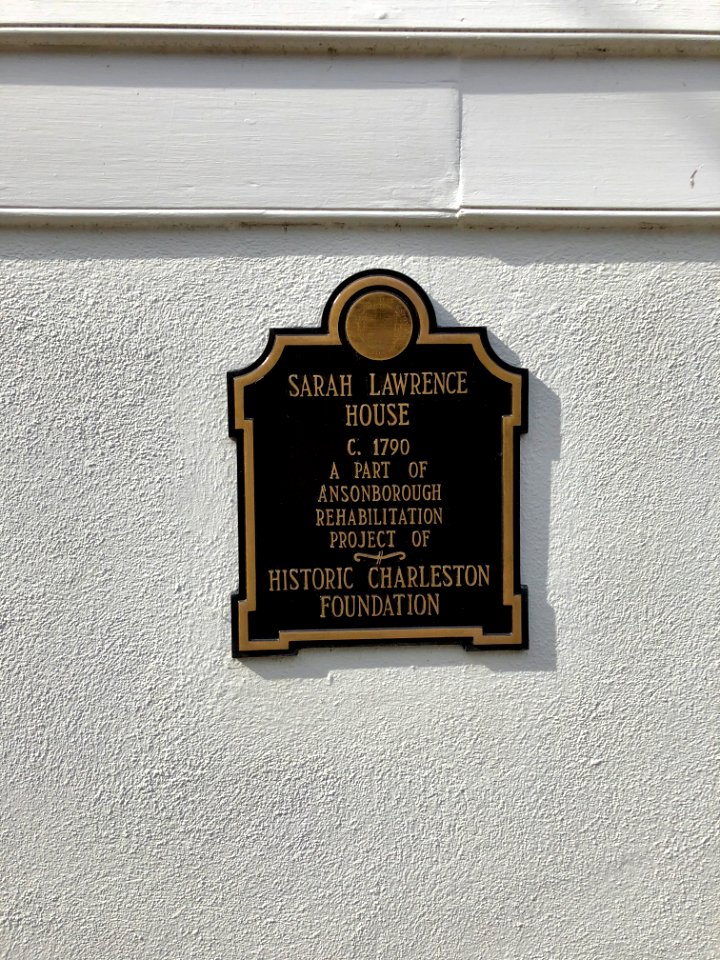 SARAH LAWRENCE
HOUSE
C. 1790
A PART OF
ANSONBOROUGH
REHABILITATION
PROJECT OF
HISTORIC CHARLESTON
FOUNDATION